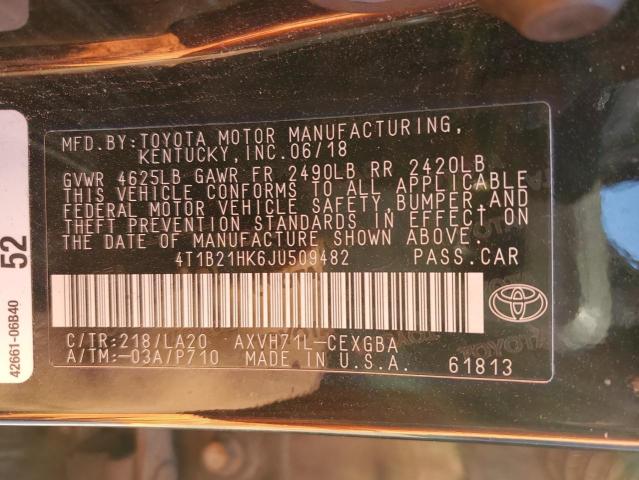 MFD.BY:TOYOTA MOTOR MANUFACTURING,
KENTUCKY,INC.06/18
GVWR 4625LB GAWR FR 2490LB RR 2420LB
THIS VEHICLE CONFORMS TO ALL APPLICABLE
FEDERAL MOTOR VEHICLE SAFETY, BUMPER, AND
THEFT PREVENTION STANDARDS IN EFFECT ON
THE DATE OF MANUFACTURE SHOWN ABOVE.
4T1B21HK6JU509482 PASS.CAR
C/TR:218/LA20 AXVH71L-CEXGBA
A/TM:-03A/P710 MADE IN U.S.A. 61813
TOYOTA
52
42661-06B40